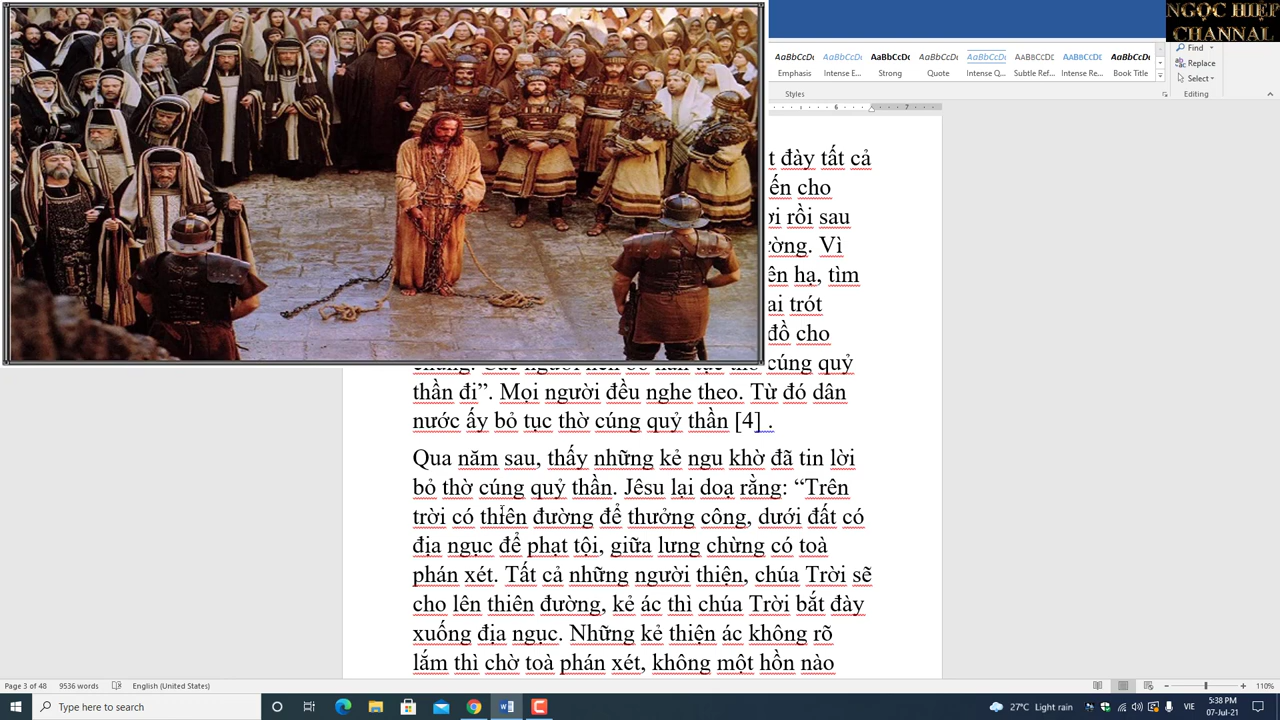 NGỌC HIỆP
CHANNAL
AaBbCcDc AaBbCcDc AaBbCcDc AaBbCcDc AaBbCcDc AaBbCcDc AaBbCcDc AaBbCcDc
Emphasis Intense E... Strong Quote Intense Q... Subtle Ref... Intense Re... Book Title
Find
Replace
Select
Styles
Editing
6 7
đày tất cả
cho
rồi sau
Vì
hạ, tìm
trót
đồ cho
cúng quỷ
thần đi”. Mọi người đều nghe theo. Từ đó dân
nước ấy bỏ tục thờ cúng quỷ thần [4] .
Qua năm sau, thấy những kẻ ngu khờ đã tin lời
bỏ thờ cúng quỷ thần. Jêsu lại doạ rằng: “Trên
trời có thiên đường để thưởng công, dưới đất có
địa ngục để phạt tội, giữa lưng chừng có toà
phán xét. Tất cả những người thiện, chúa Trời sẽ
cho lên thiên đường, kẻ ác thì chúa Trời bắt đày
xuống địa ngục. Những kẻ thiện ác không rõ
lắm thì chờ toà phán xét, không một hồn nào
Page 3 of 48 9536 words English (United States) 110%
Type here to search 27°C Light rain VIE 5:38 PM
07-Jul-21